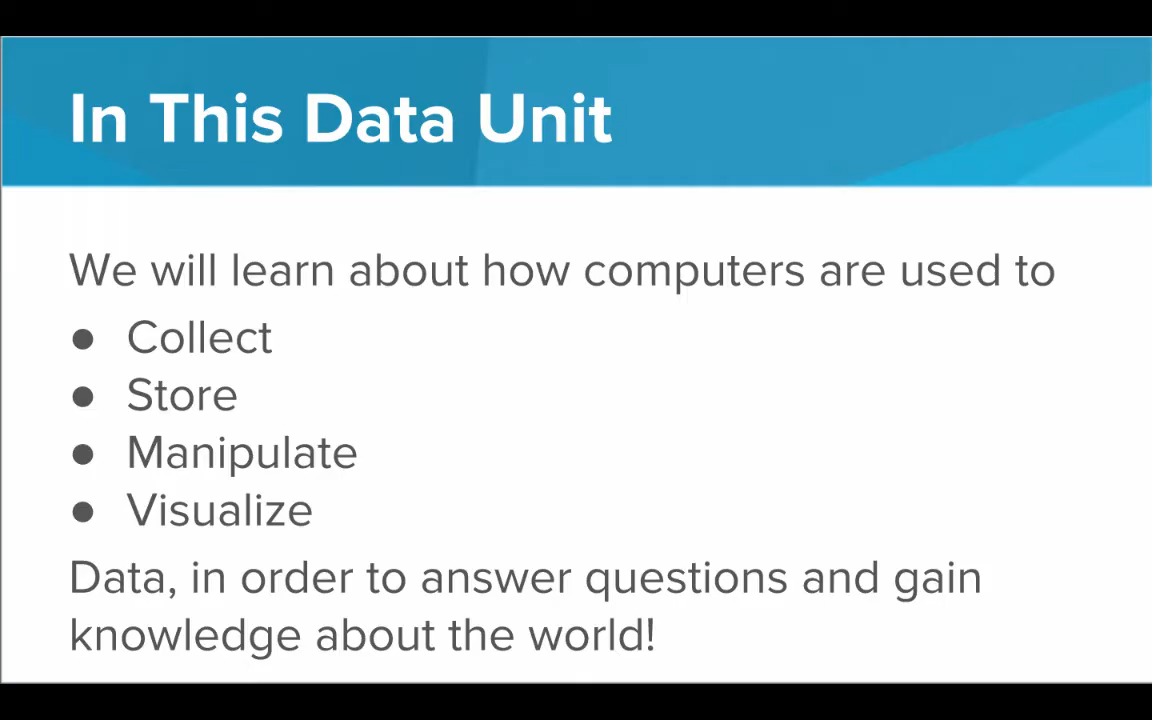 In This Data Unit
We will learn about how computers are used to
● Collect
● Store
● Manipulate
● Visualize
Data, in order to answer questions and gain
knowledge about the world!